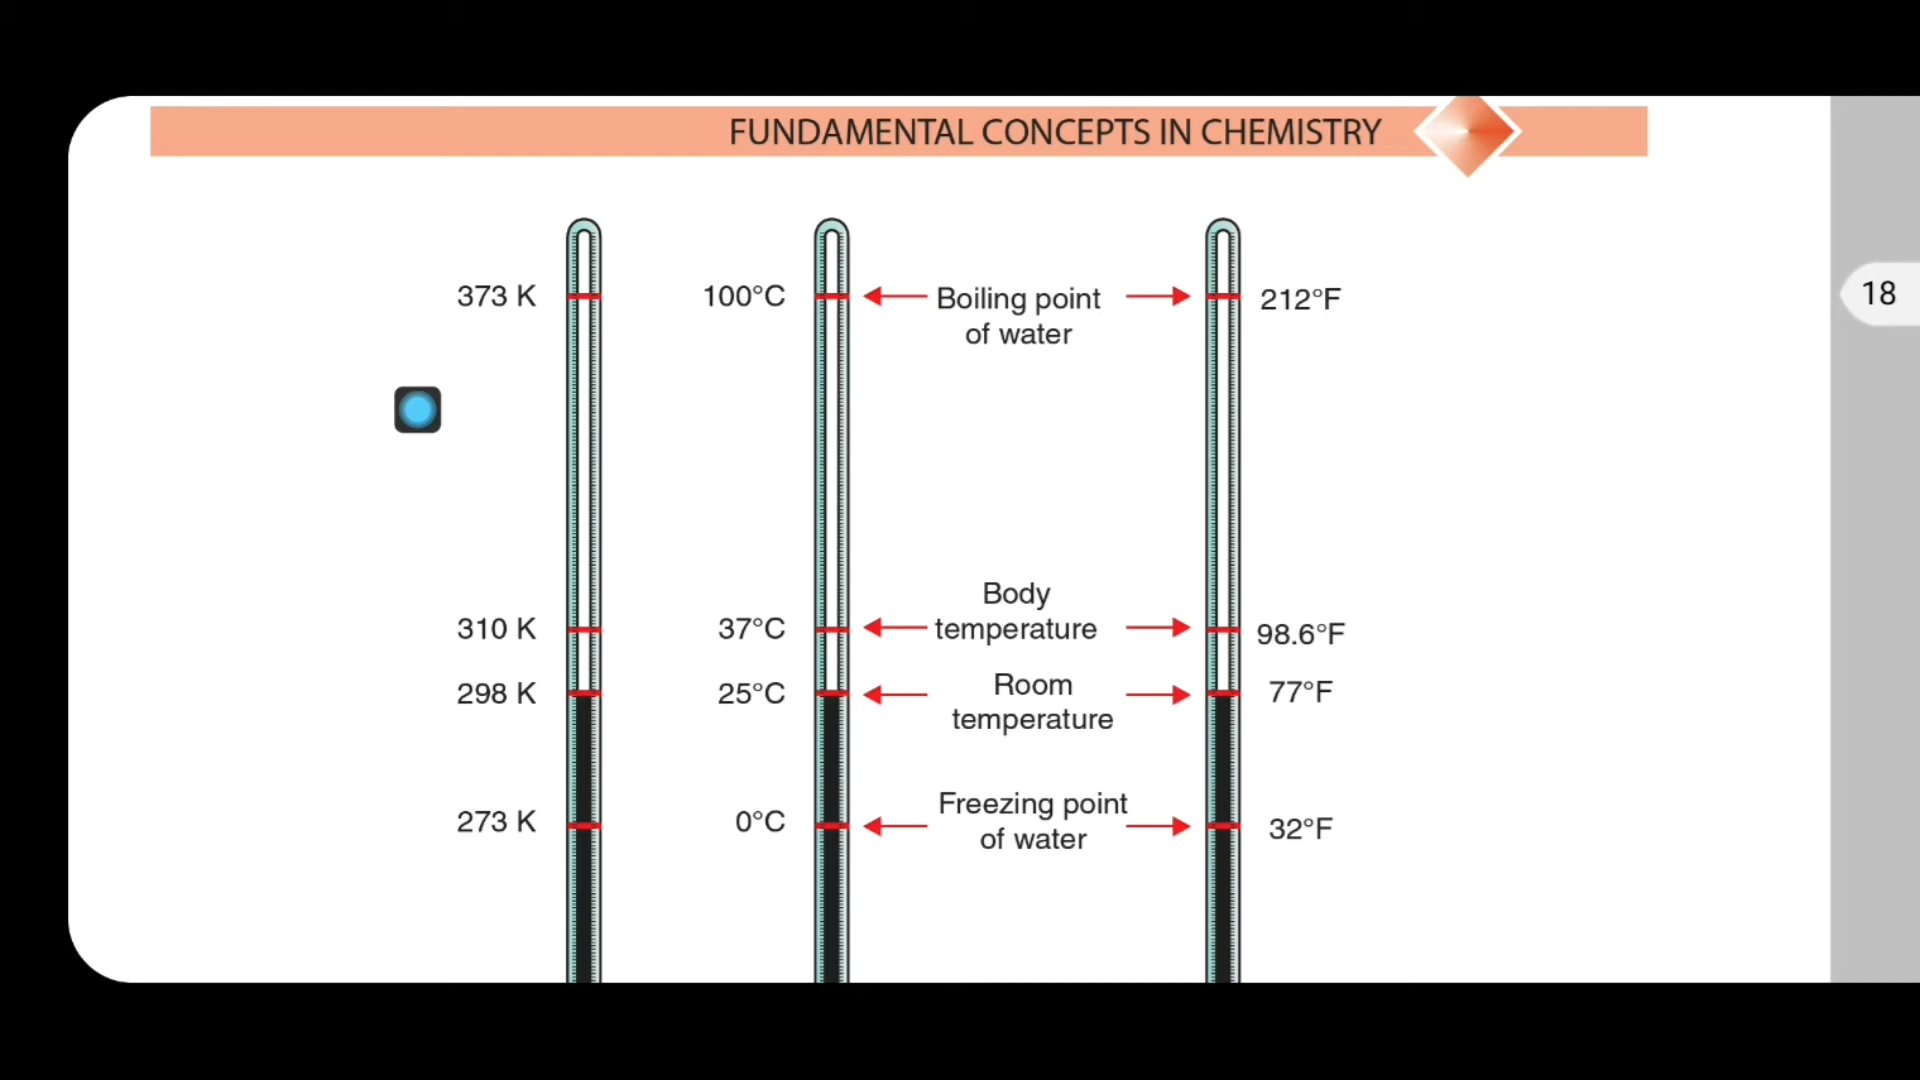 FUNDAMENTAL CONCEPTS IN CHEMISTRY
18
373 K 100°C Boiling point 212°F
of water
Body
310 K 37°C temperature 98.6°F
298 K 25°C Room 77°F
temperature
273 K 0°C Freezing point 32°F
of water